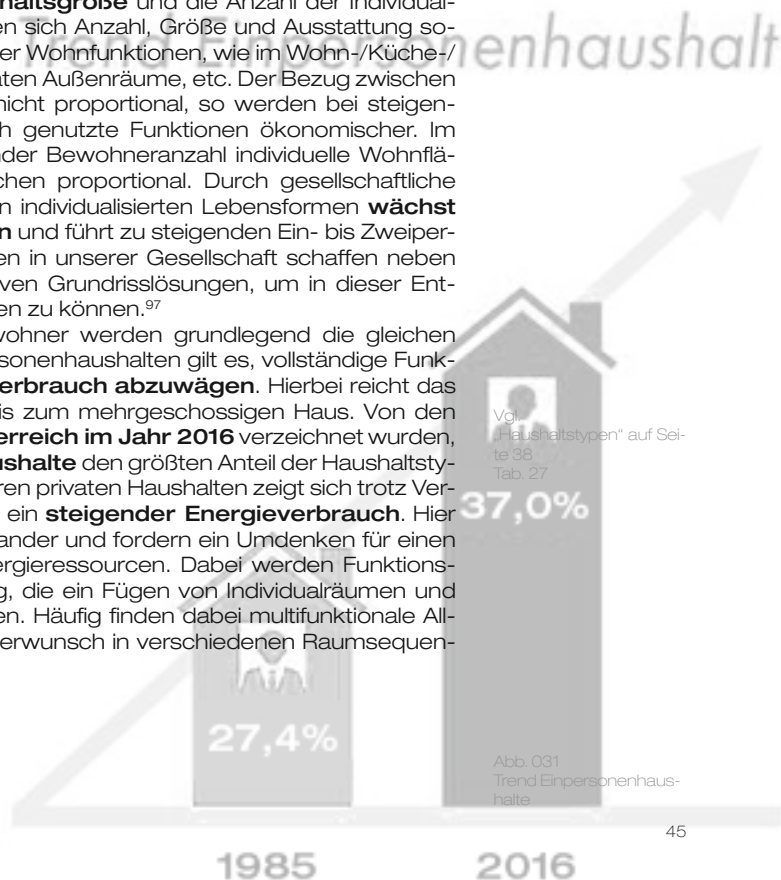 haltsgröße und die Anzahl der Individual-
en sich Anzahl, Größe und Ausstattung so-
er Wohnfunktionen, wie im Wohn-/Küche-/
aten Außenräume, etc. Der Bezug zwischen
nicht proportional, so werden bei steigen-
h genutzte Funktionen ökonomischer. Im
nder Bewohneranzahl individuelle Wohnflä-
chen proportional. Durch gesellschaftliche
n individualisierten Lebensformen wächst
n und führt zu steigenden Ein- bis Zweiper-
en in unserer Gesellschaft schaffen neben
ven Grundrisslösungen, um in dieser Ent-
en zu können.97
wohner werden grundlegend die gleichen
rsonenhaushalten gilt es, vollständige Funk-
erbrauch abzuwägen. Hierbei reicht das
is zum mehrgeschossigen Haus. Von den
erreich im Jahr 2016 verzeichnet wurden,
ushalte den größten Anteil der Haushaltsty-
ren privaten Haushalten zeigt sich trotz Ver-
ein steigender Energieverbrauch. Hier
ander und fordern ein Umdenken für einen
ergieressourcen. Dabei werden Funktions-
g, die ein Fügen von Individualräumen und
en. Häufig finden dabei multifunktionale All-
erwunsch in verschiedenen Raumsequen-
Trend Einpersonenhaushalt
Vgl.
„Haushaltstypen" auf Sei-
te 38
Tab. 27
37,0%
27,4%
Abb. 031
Trend Einpersonenhaus-
halte
45
1985
2016